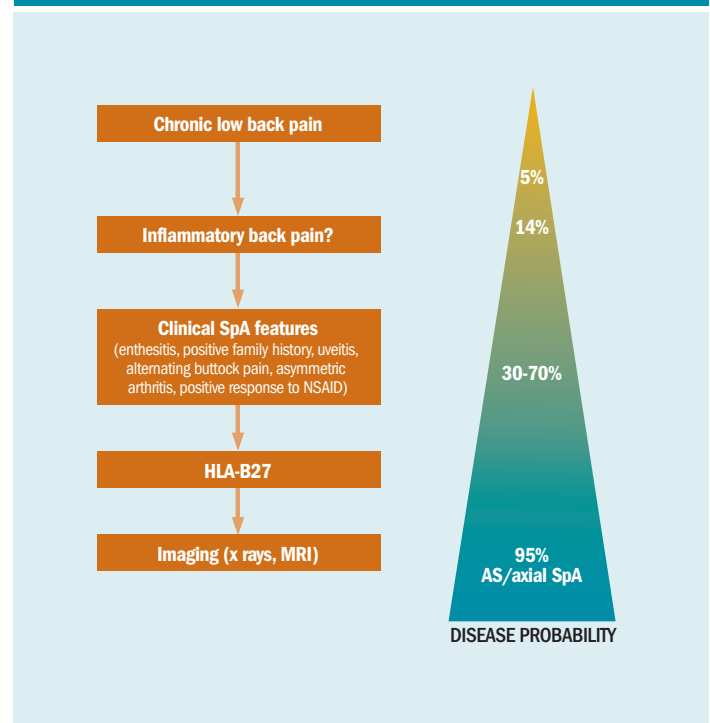 Chronic low back pain
Inflammatory back pain?
Clinical SpA features
(enthesitis, positive family history, uveitis,
alternating buttock pain, asymmetric
arthritis, positive response to NSAID)
HLA-B27
Imaging (x rays, MRI)
5%
14%
30-70%
95%
AS/axial SpA
DISEASE PROBABILITY